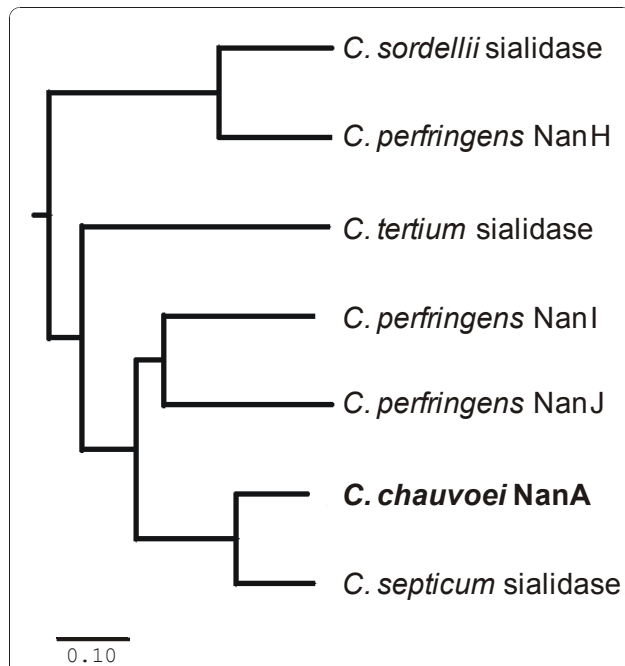 C. sordellii sialidase
C. perfringens NanH
C. tertium sialidase
C. perfringens NanI
C. perfringens NanJ
C. chauvoei NanA
C. septicum sialidase
0.10